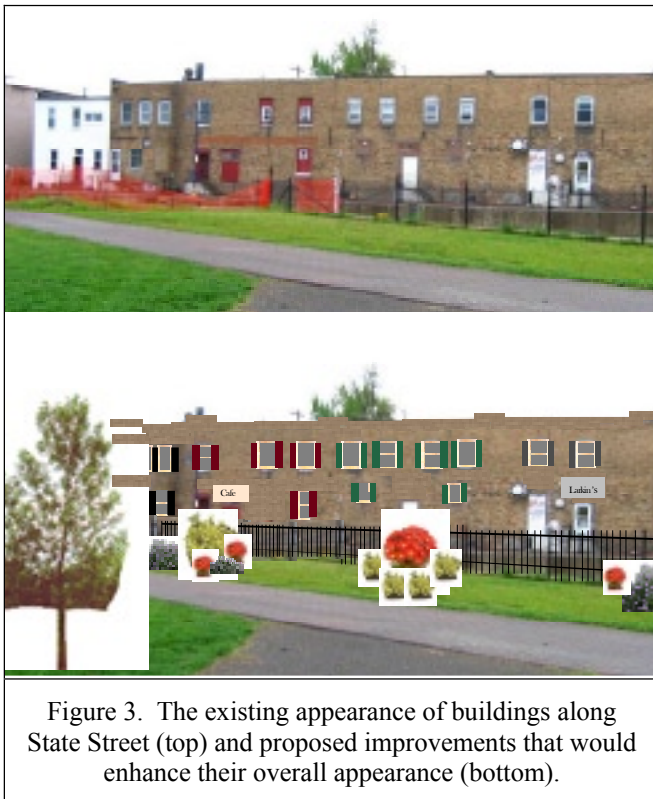 Cafe
Larkin's
Figure 3. The existing appearance of buildings along
State Street (top) and proposed improvements that would
enhance their overall appearance (bottom).